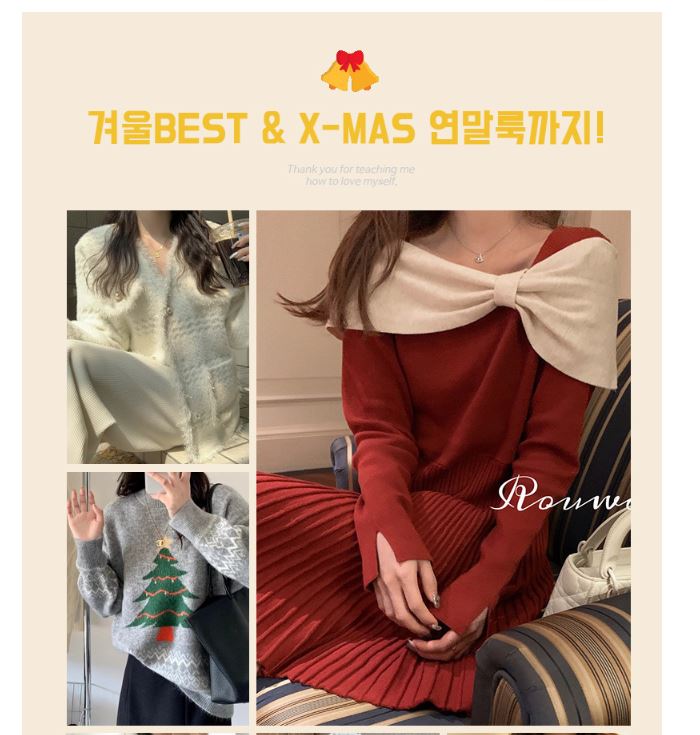 겨울BEST & X-MAS 연말룩까지!
Thank you for teaching me
how to love myself.